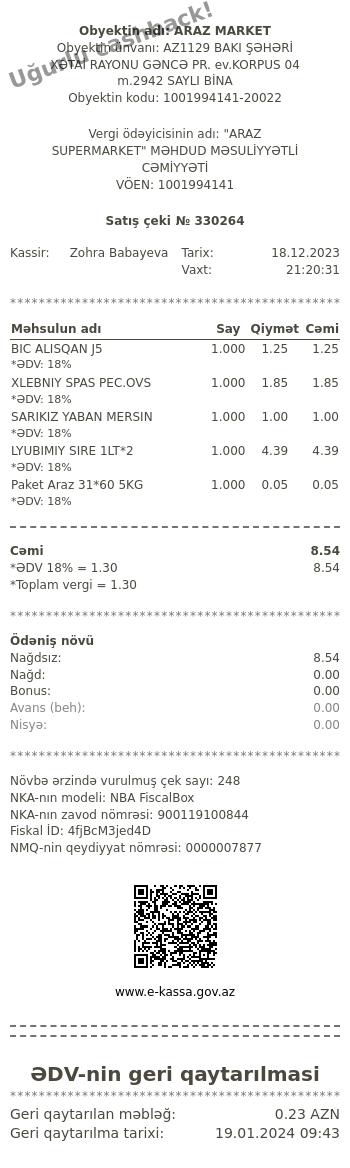 Uğurlu cashback!
Obyektin adı: ARAZ MARKET
Obyektin ünvanı: AZ1129 BAKI ŞƏHƏRİ
XƏTAİ RAYONU GƏNCƏ PR. ev.KORPUS 04
m.2942 SAYLI BİNA
Obyektin kodu: 1001994141-20022
Vergi ödəyicisinin adı: "ARAZ
SUPERMARKET" MƏHDUD MƏSULİYYƏTLİ
CƏMİYYƏTİ
VÖEN: 1001994141
Satış çeki № 330264
Kassir: Zohra Babayeva Tarix: 18.12.2023
Vaxt: 21:20:31
************************************************
Məhsulun adı Say Qiymət Cəmi
BIC ALISQAN J5 1.000 1.25 1.25
*ƏDV: 18%
XLEBNIY SPAS PEC.OVS 1.000 1.85 1.85
*ƏDV: 18%
SARIKIZ YABAN MERSIN 1.000 1.00 1.00
*ƏDV: 18%
LYUBIMIY SIRE 1LT*2 1.000 4.39 4.39
*ƏDV: 18%
Paket Araz 31*60 5KG 1.000 0.05 0.05
*ƏDV: 18%
Cəmi 8.54
*ƏDV 18% = 1.30 8.54
*Toplam vergi = 1.30
************************************************
Ödəniş növü
Nağdsız: 8.54
Nağd: 0.00
Bonus: 0.00
Avans (beh): 0.00
Nisyə: 0.00
************************************************
Növbə ərzində vurulmuş çek sayı: 248
NKA-nın modeli: NBA FiscalBox
NKA-nın zavod nömrəsi: 900119100844
Fiskal İD: 4fjBcM3jed4D
NMQ-nin qeydiyyat nömrəsi: 0000007877
www.e-kassa.gov.az
ƏDV-nin geri qaytarılması
************************************************
Geri qaytarılan məbləğ: 0.23 AZN
Geri qaytarılma tarixi: 19.01.2024 09:43